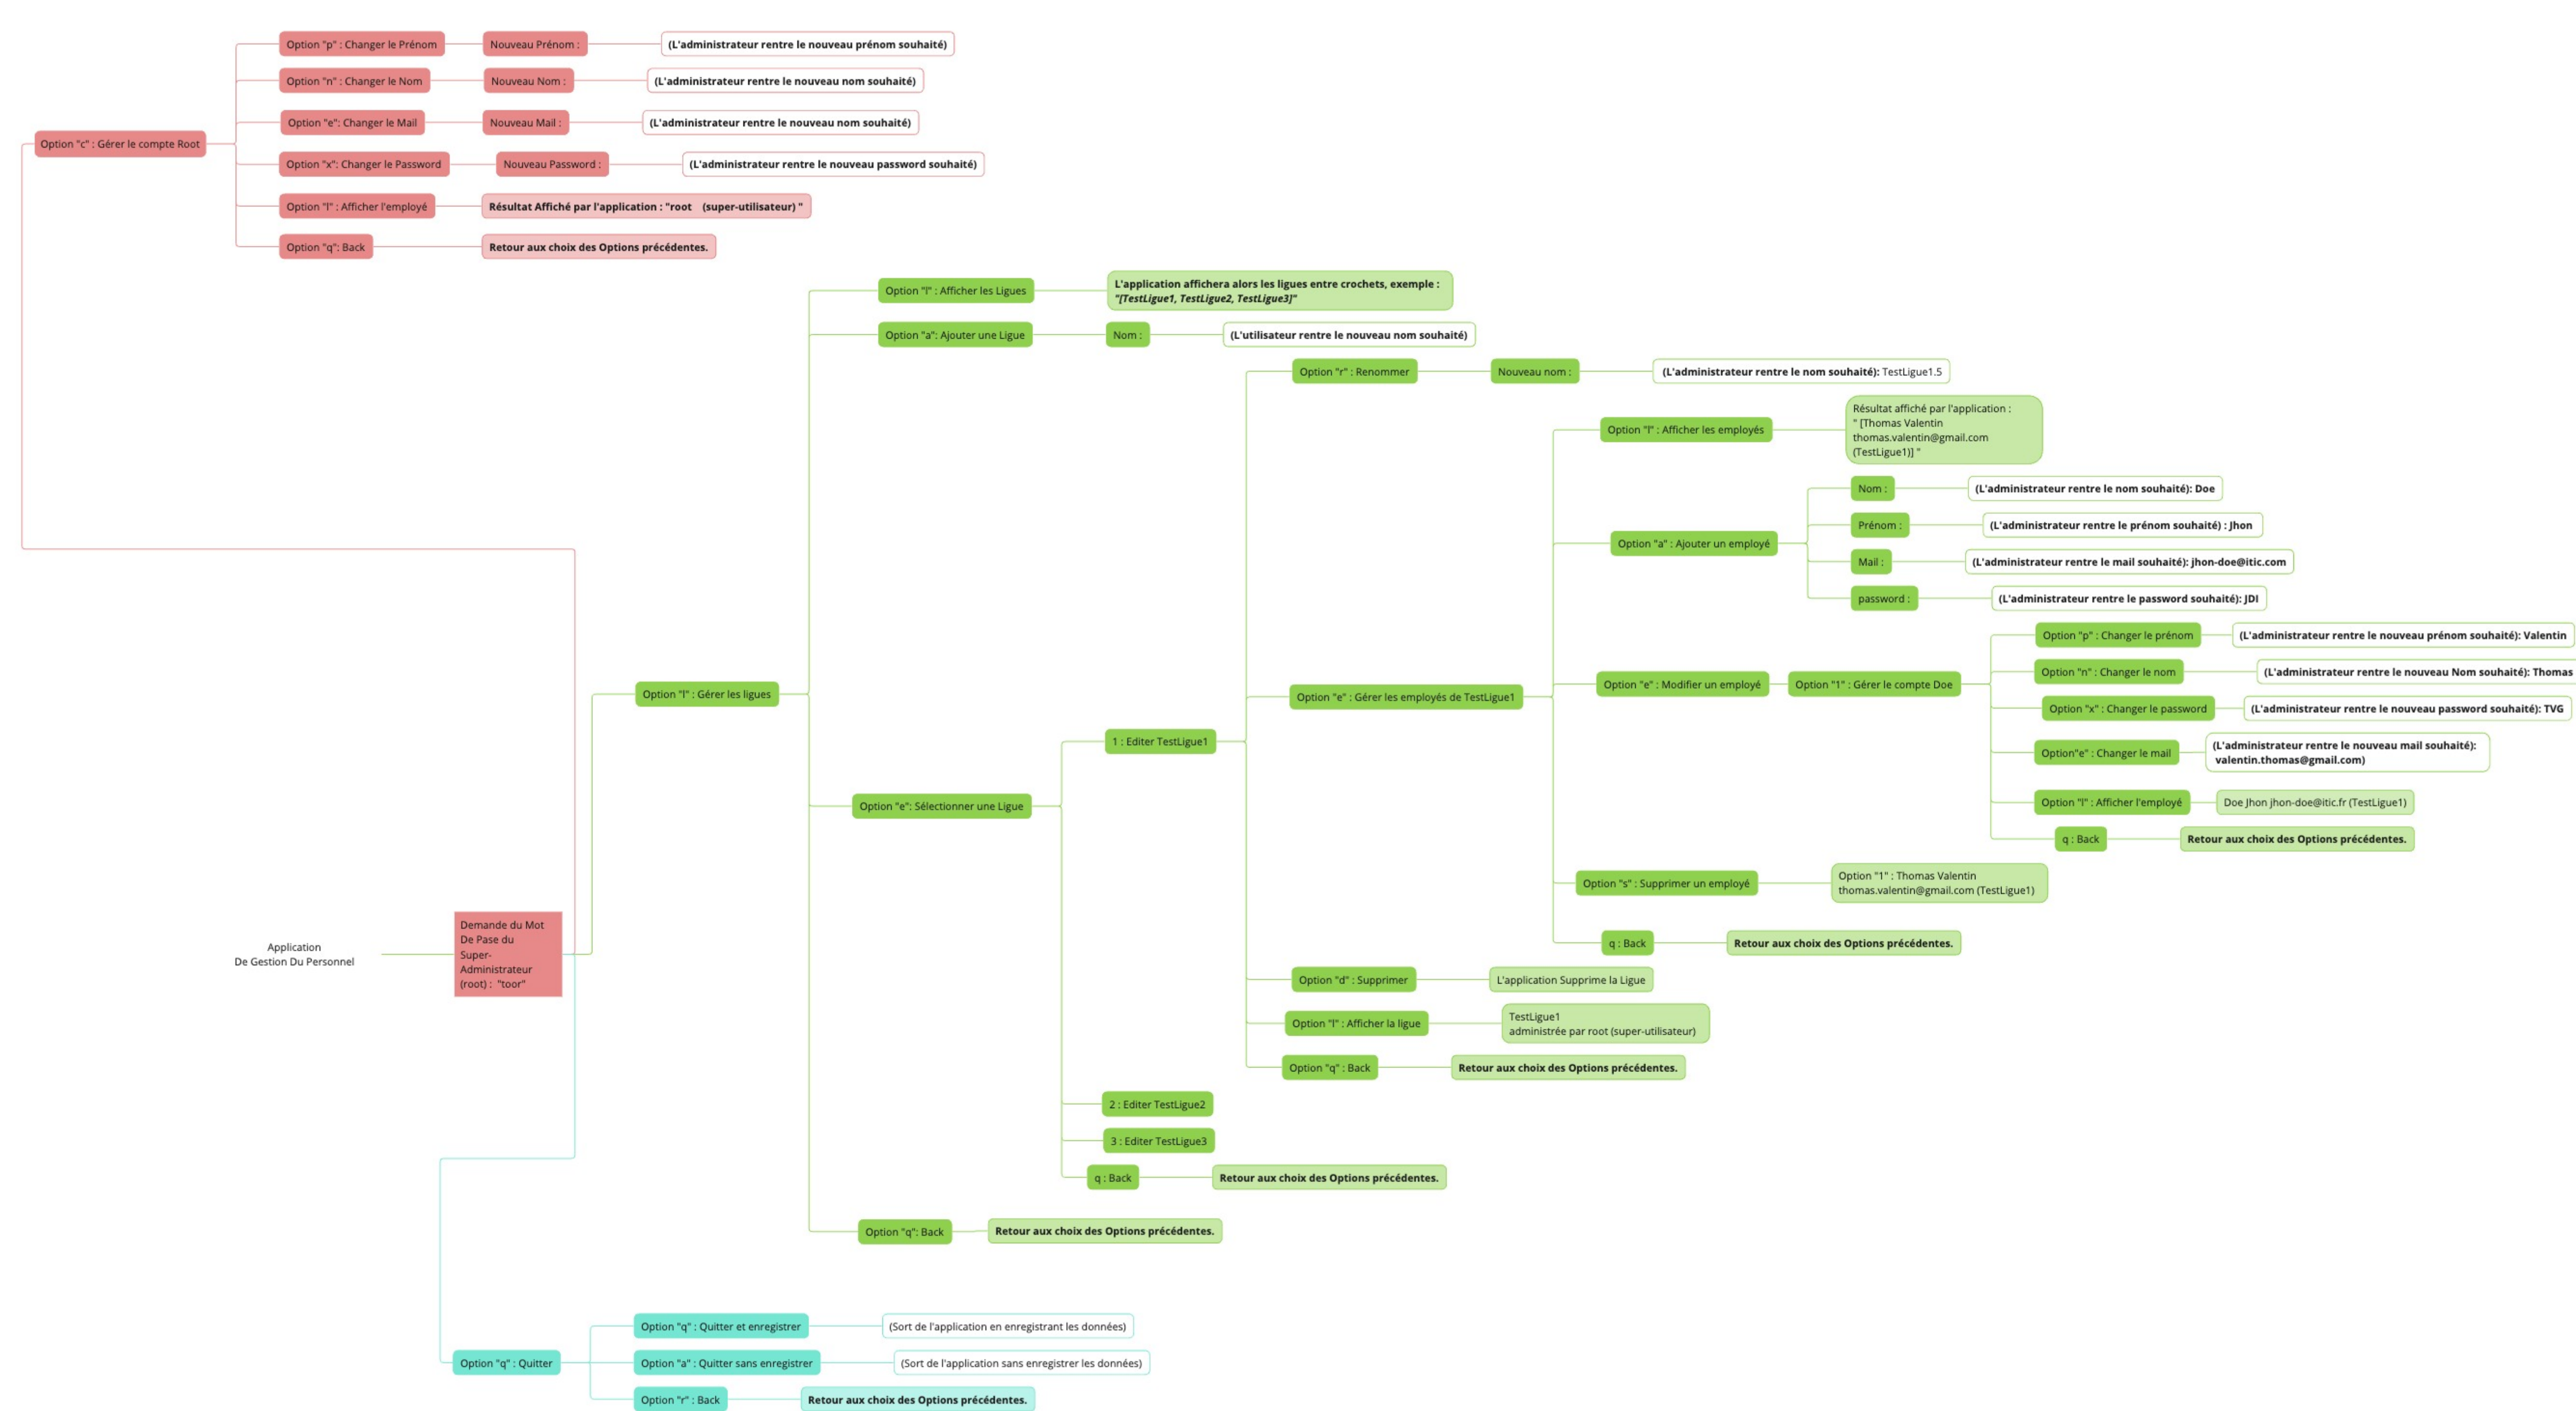 Option "p" : Changer le Prénom
Nouveau Prénom :
(L'administrateur rentre le nouveau prénom souhaité)
Option "n" : Changer le Nom
Nouveau Nom :
(L'administrateur rentre le nouveau nom souhaité)
Option "e": Changer le Mail
Nouveau Mail :
(L'administrateur rentre le nouveau nom souhaité)
Option "c" : Gérer le compte Root
Option "x": Changer le Password
Nouveau Password :
(L'administrateur rentre le nouveau password souhaité)
Option "l" : Afficher l'employé
Résultat Affiché par l'application : "root (super-utilisateur) "
Option "q": Back
Retour aux choix des Options précédentes.
Option "l" : Afficher les Ligues
L'application affichera alors les ligues entre crochets, exemple :
"[TestLigue1, TestLigue2, TestLigue3]"
Option "a": Ajouter une Ligue
Nom :
(L'utilisateur rentre le nouveau nom souhaité)
Option "r" : Renommer
Nouveau nom :
(L'administrateur rentre le nom souhaité): TestLigue1.5
Option "l" : Afficher les employés
Résultat affiché par l'application :
" [Thomas Valentin
thomas.valentin@gmail.com
(TestLigue1)] "
Option "a" : Ajouter un employé
Nom :
(L'administrateur rentre le nom souhaité): Doe
Prénom :
(L'administrateur rentre le prénom souhaité) : Jhon
Mail :
(L'administrateur rentre le mail souhaité): jhon-doe@itic.com
password :
(L'administrateur rentre le password souhaité): JDI
Option "l" : Gérer les ligues
Option "e" : Gérer les employés de TestLigue1
Option "e" : Modifier un employé
Option "1" : Gérer le compte Doe
Option "p" : Changer le prénom
(L'administrateur rentre le nouveau prénom souhaité): Valentin
Option "n" : Changer le nom
(L'administrateur rentre le nouveau Nom souhaité): Thomas
Option "x" : Changer le password
(L'administrateur rentre le nouveau password souhaité): TVG
Option"e" : Changer le mail
(L'administrateur rentre le nouveau mail souhaité):
valentin.thomas@gmail.com)
Option "l" : Afficher l'employé
Doe Jhon jhon-doe@itic.fr (TestLigue1)
q : Back
Retour aux choix des Options précédentes.
1 : Editer TestLigue1
Option "e": Sélectionner une Ligue
Option "s" : Supprimer un employé
Option "1" : Thomas Valentin
thomas.valentin@gmail.com (TestLigue1)
q : Back
Retour aux choix des Options précédentes.
Application
De Gestion Du Personnel
Demande du Mot
De Pase du
Super-
Administrateur
(root) : "toor"
Option "d" : Supprimer
L'application Supprime la Ligue
Option "l" : Afficher la ligue
TestLigue1
administrée par root (super-utilisateur)
Option "q" : Back
Retour aux choix des Options précédentes.
2 : Editer TestLigue2
3 : Editer TestLigue3
q : Back
Retour aux choix des Options précédentes.
Option "q": Back
Retour aux choix des Options précédentes.
Option "q" : Quitter
Option "q" : Quitter et enregistrer
(Sort de l'application en enregistrant les données)
Option "a" : Quitter sans enregistrer
(Sort de l'application sans enregistrer les données)
Option "r" : Back
Retour aux choix des Options précédentes.